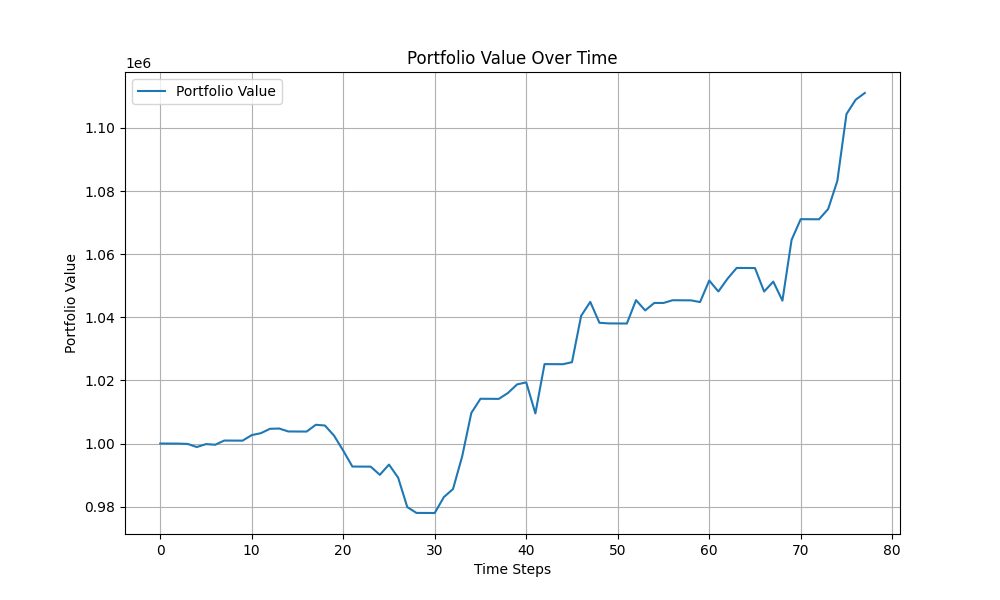 Portfolio Value Over Time
1e6
Portfolio Value
1.10
1.08
1.06
1.04
1.02
1.00
0.98
Portfolio Value
0 10 20 30 40 50 60 70 80
Time Steps